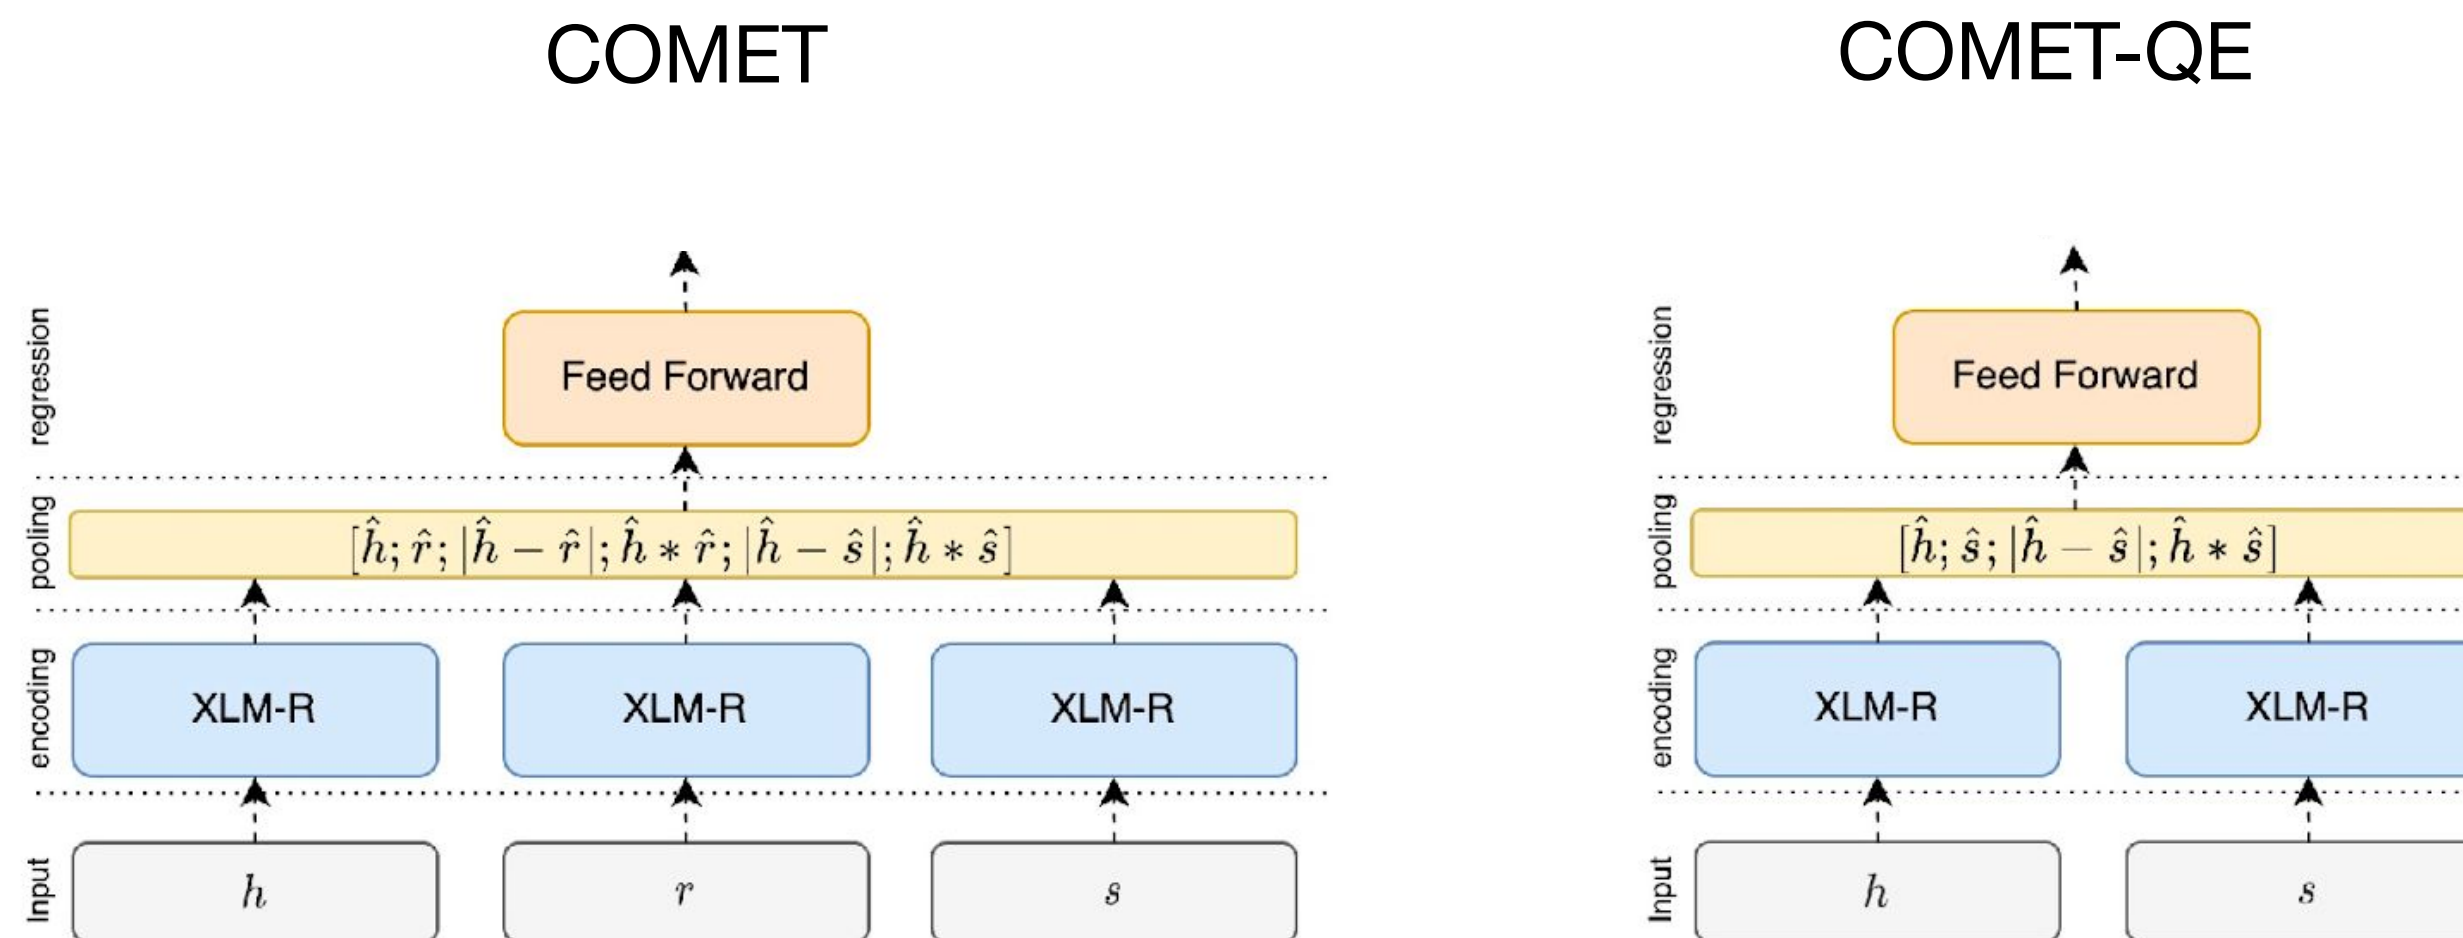 COMET
regression
Feed Forward
pooling
[ĥ; r̂; |ĥ − r̂|; ĥ ∗ r̂; |ĥ − ŝ|; ĥ ∗ ŝ]
encoding
XLM-R
XLM-R
XLM-R
Input
h
r
s
COMET-QE
regression
Feed Forward
pooling
[ĥ; ŝ; |ĥ − ŝ|; ĥ ∗ ŝ]
encoding
XLM-R
XLM-R
Input
h
s